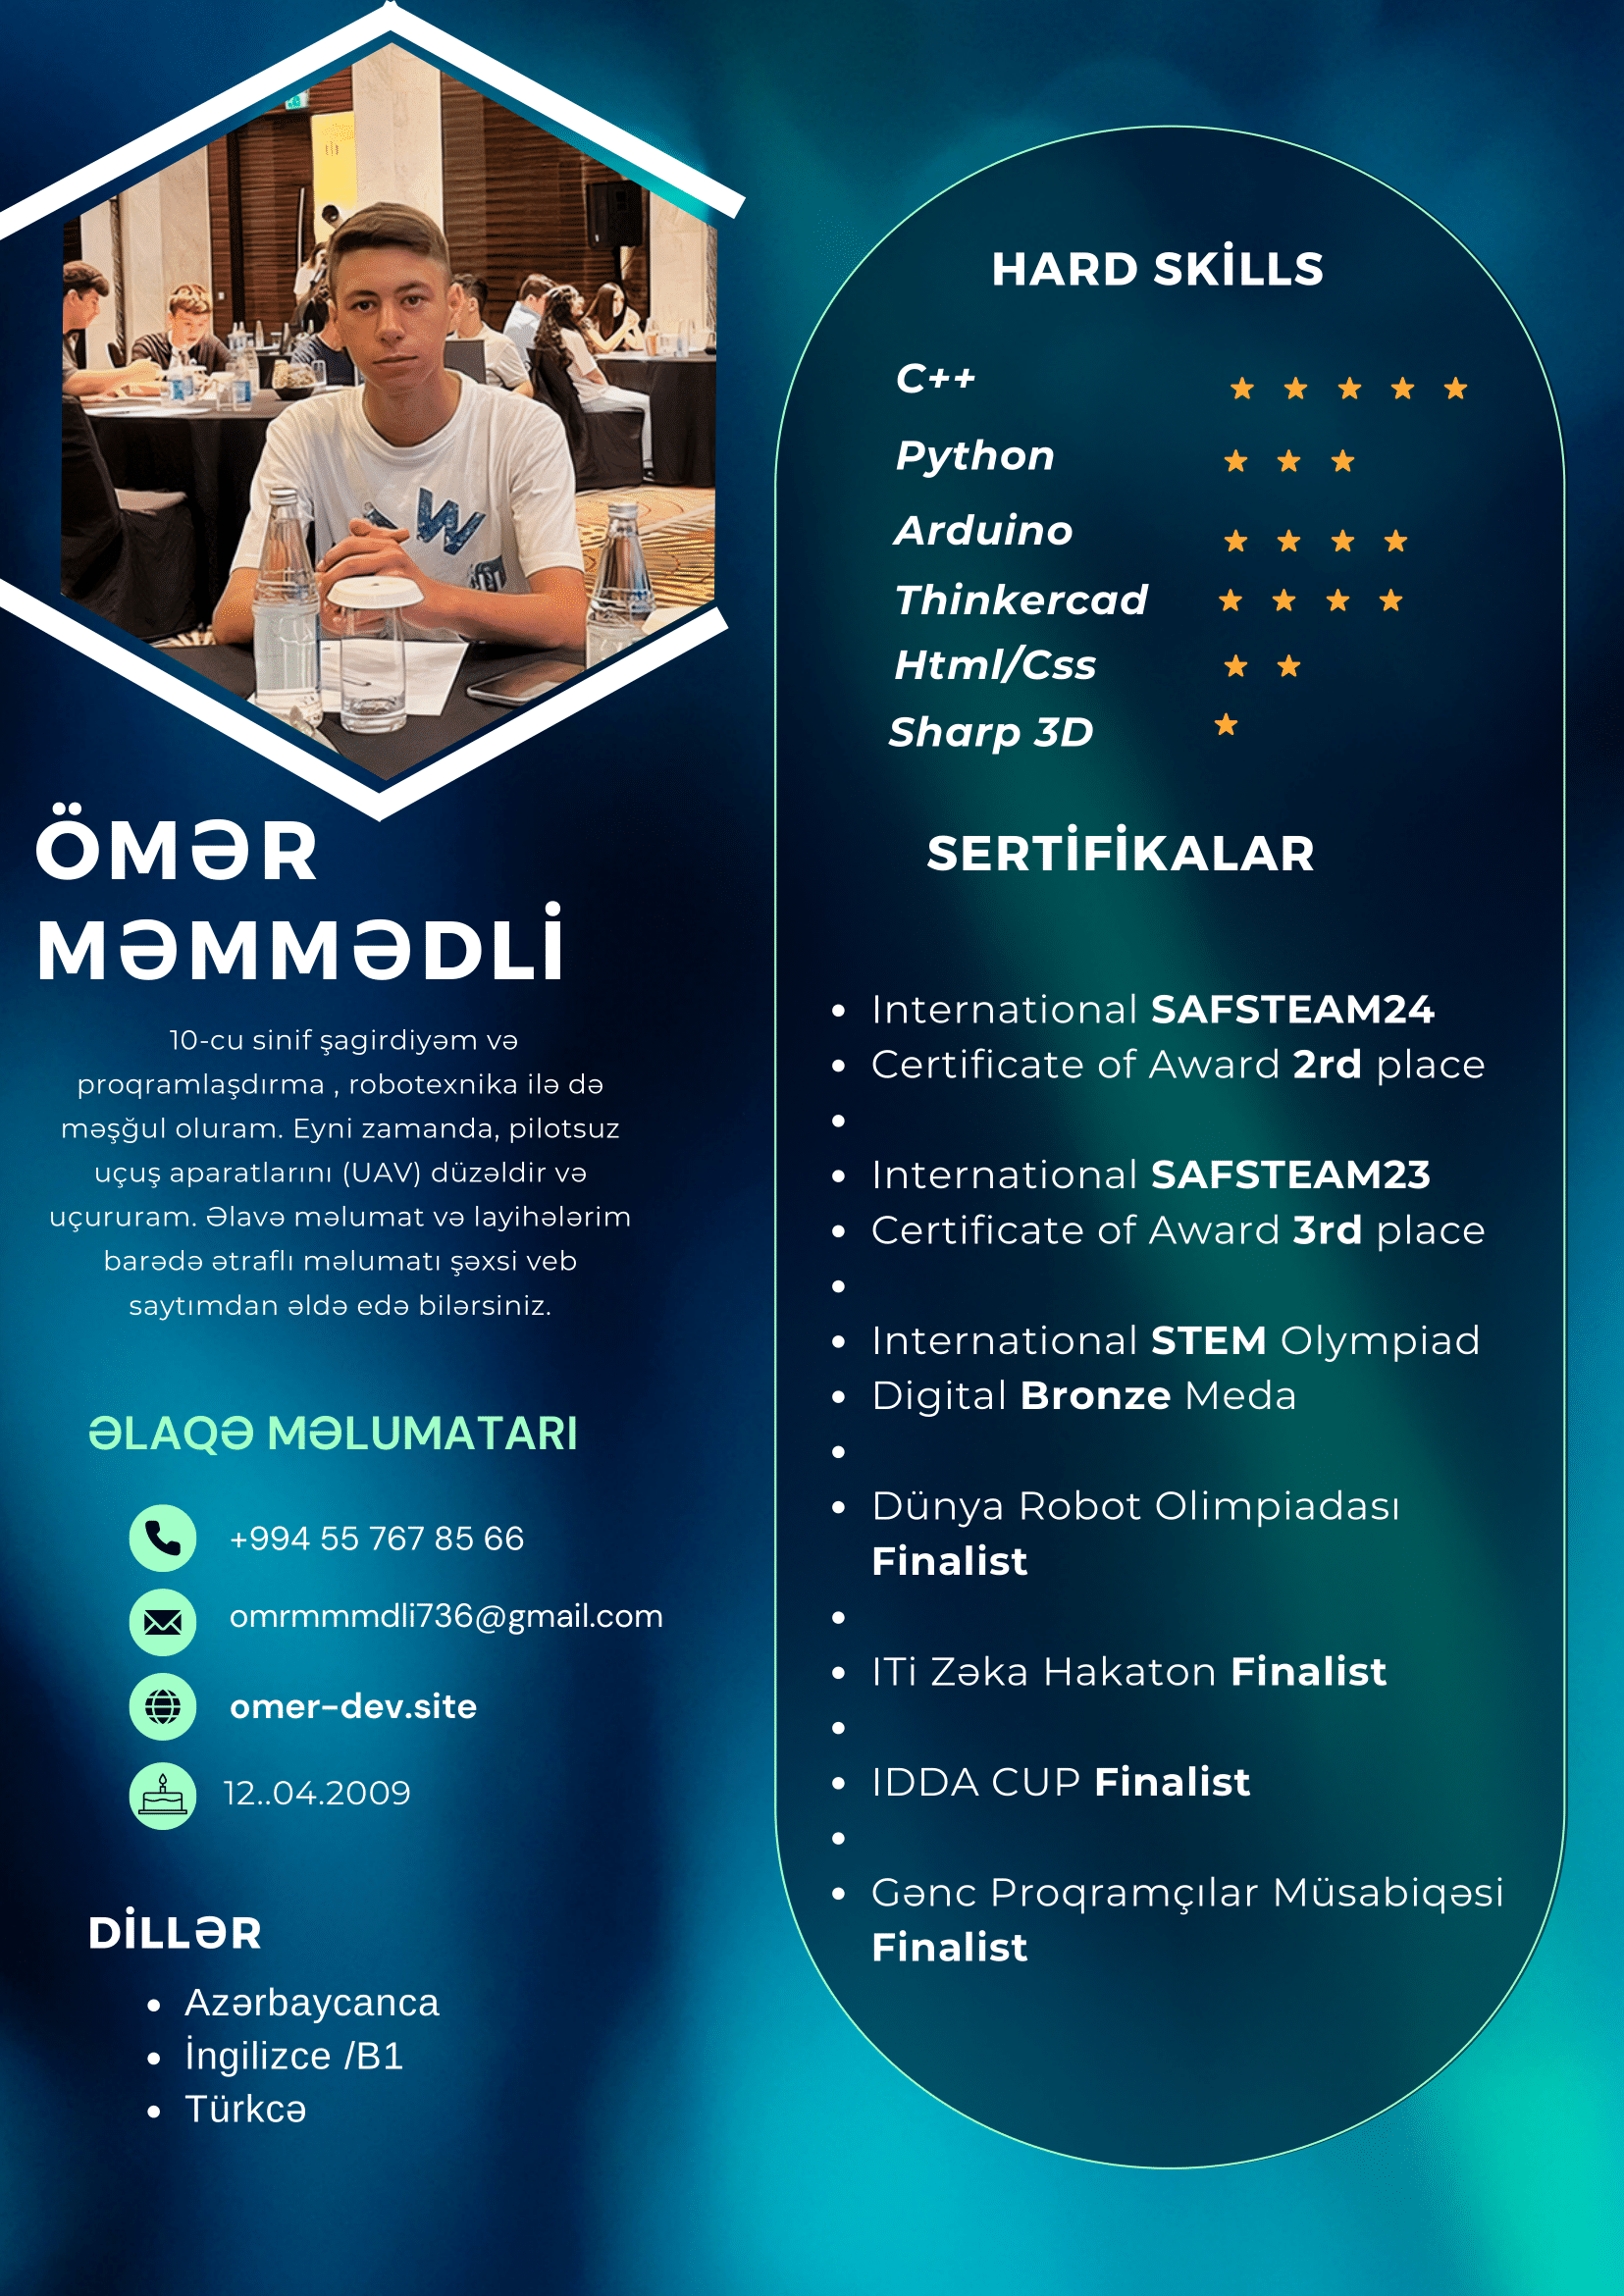 ÖMƏR
MƏMMƏDLİ
10-cu sinif şagirdiyəm və
proqramlaşdırma , robotexnika ilə də
məşğul oluram. Eyni zamanda, pilotsuz
uçuş aparatlarını (UAV) düzəldir və
uçururam. Əlavə məlumat və layihələrim
barədə ətraflı məlumatı şəxsi veb
saytımdan əldə edə bilərsiniz.
ƏLAQƏ MƏLUMATARI
+994 55 767 85 66
omrmmmdli736@gmail.com
omer-dev.site
12..04.2009
DİLLƏR
• Azərbaycanca
• İngilizce /B1
• Türkcə
HARD SKİLLS
C++
Python
Arduino
Thinkercad
Html/Css
Sharp 3D
SERTİFİKALAR
• International SAFSTEAM24
• Certificate of Award 2rd place
•
• International SAFSTEAM23
• Certificate of Award 3rd place
•
• International STEM Olympiad
• Digital Bronze Meda
•
• Dünya Robot Olimpiadası
Finalist
•
• ITi Zəka Hakaton Finalist
•
• IDDA CUP Finalist
•
• Gənc Proqramçılar Müsabiqəsi
Finalist